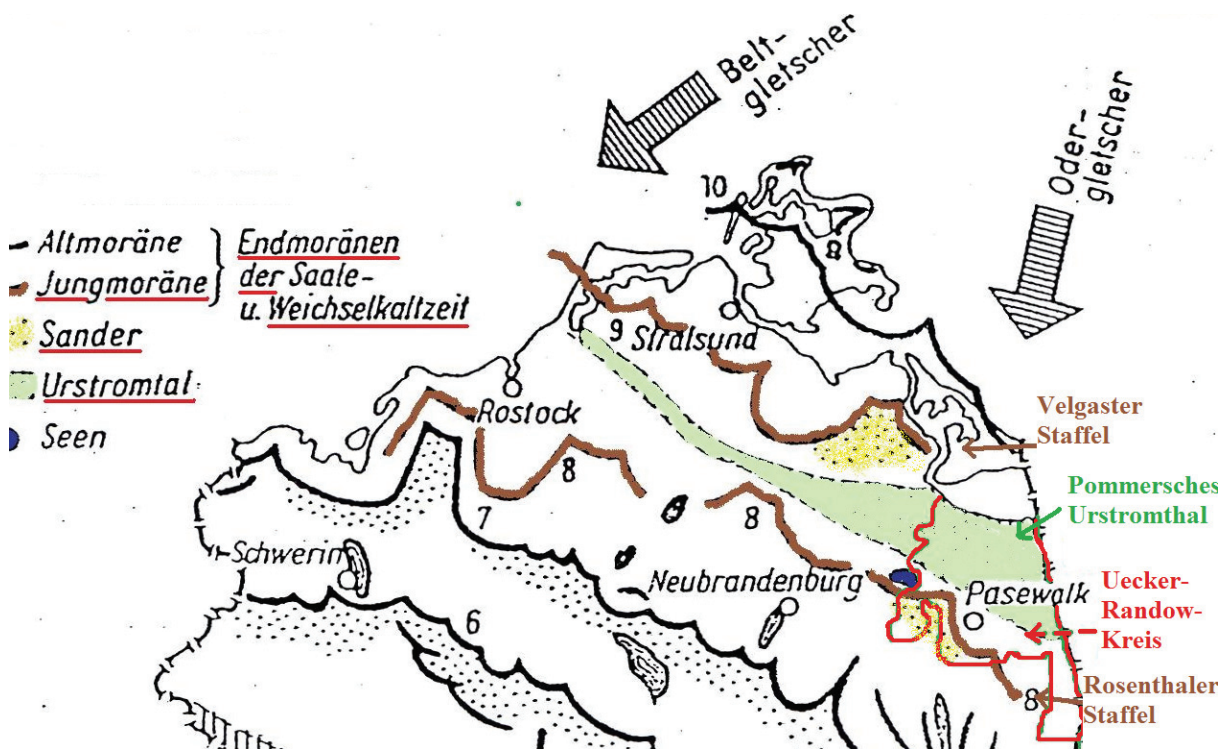 Belt-
gletscher
Oder-
gletscher
Altmoräne
Jungmoräne
Endmoränen
der Saale-
u. Weichselkaltzeit
Sander
Urstromtal
Seen
10
8
9 Stralsund
Rostock
8
7
8
Schwerin
Neubrandenburg
Pasewalk
6
8
Velgaster
Staffel
Pommersches
Urstromthal
Uecker-
Randow-
Kreis
Rosenthaler
Staffel